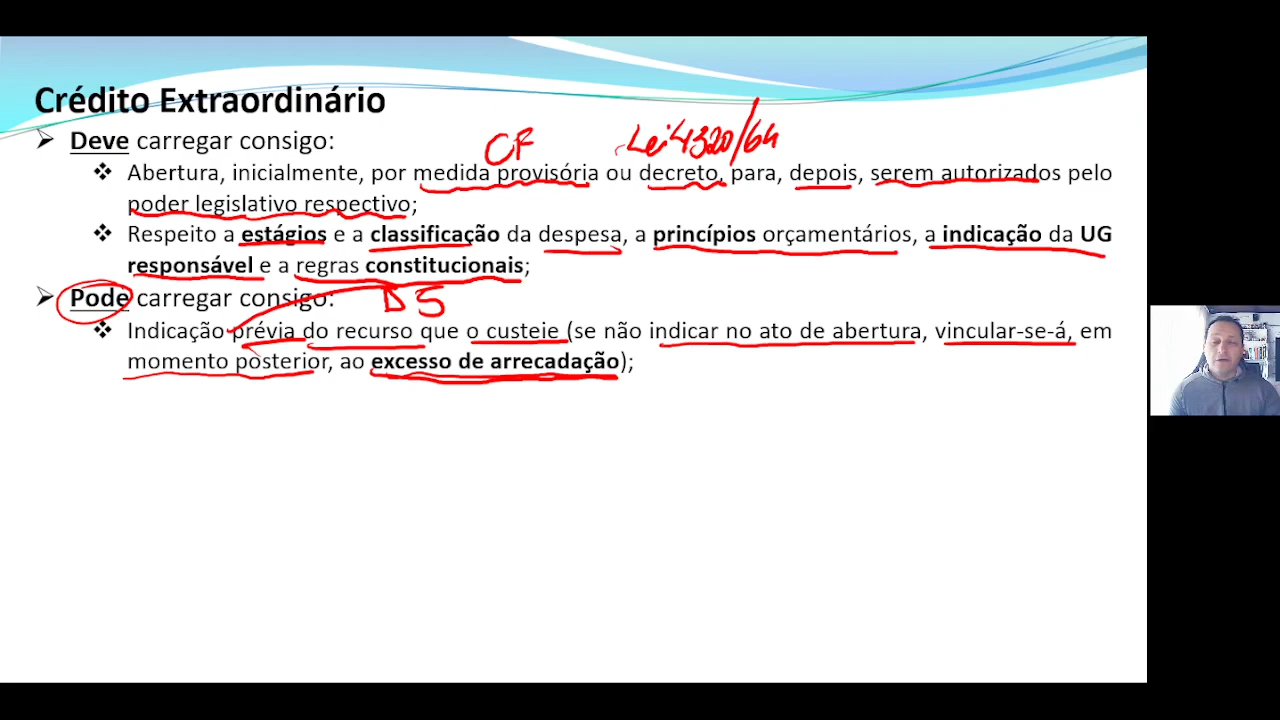 Crédito Extraordinário
➢ Deve carregar consigo:
CF Lei 4320/64
❖ Abertura, inicialmente, por medida provisória ou decreto, para, depois, serem autorizados pelo
poder legislativo respectivo;
❖ Respeito a estágios e a classificação da despesa, a princípios orçamentários, a indicação da UG
responsável e a regras constitucionais;
➢ Pode carregar consigo:
❖ Indicação prévia do recurso que o custeie (se não indicar no ato de abertura, vincular-se-á, em
momento posterior, ao excesso de arrecadação);